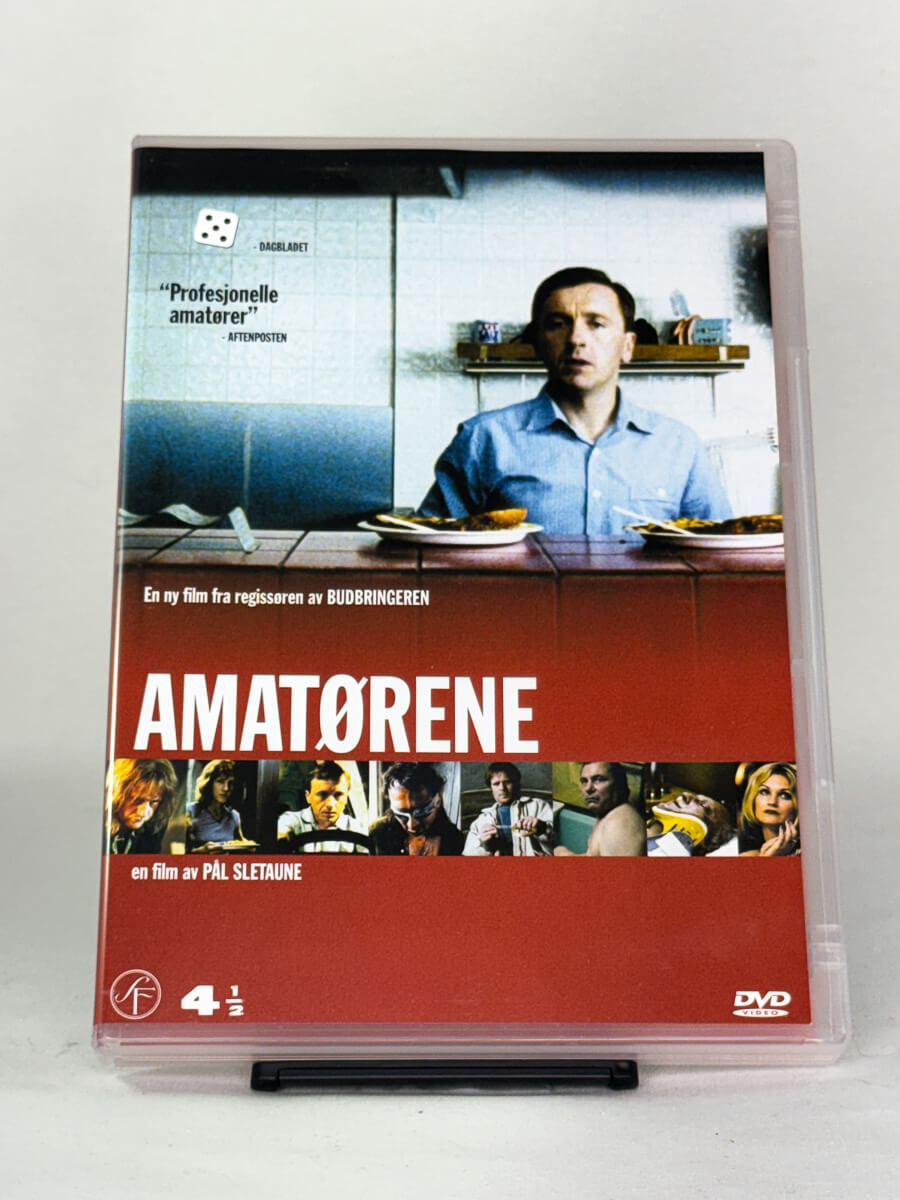 - DAGBLADET
“Profesjonelle
amatører”
- AFTENPOSTEN
En ny film fra regissøren av BUDBRINGEREN
AMATØRENE
en film av PÅL SLETAUNE
SF
4 1/2
DVD
VIDEO